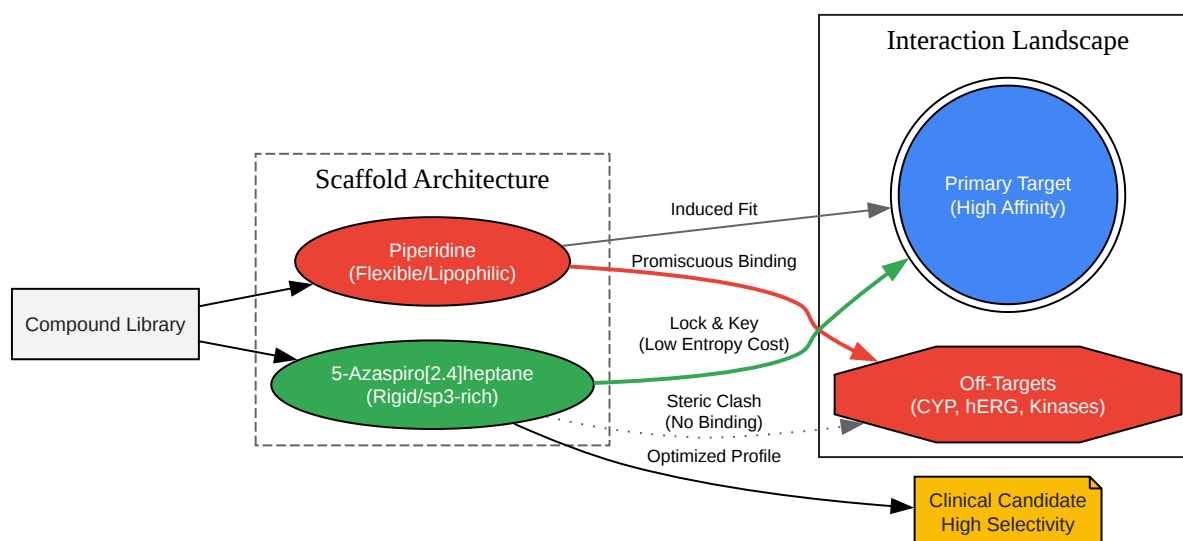 Interaction Landscape
Primary Target
(High Affinity)
Scaffold Architecture
Induced Fit
Piperidine
(Flexible/Lipophilic)
Promiscuous Binding
Compound Library
Lock & Key
(Low Entropy Cost)
5-Azaspiro[2.4]heptane
(Rigid/sp3-rich)
Off-Targets
(CYP, hERG, Kinases)
Steric Clash
(No Binding)
Optimized Profile
Clinical Candidate
High Selectivity